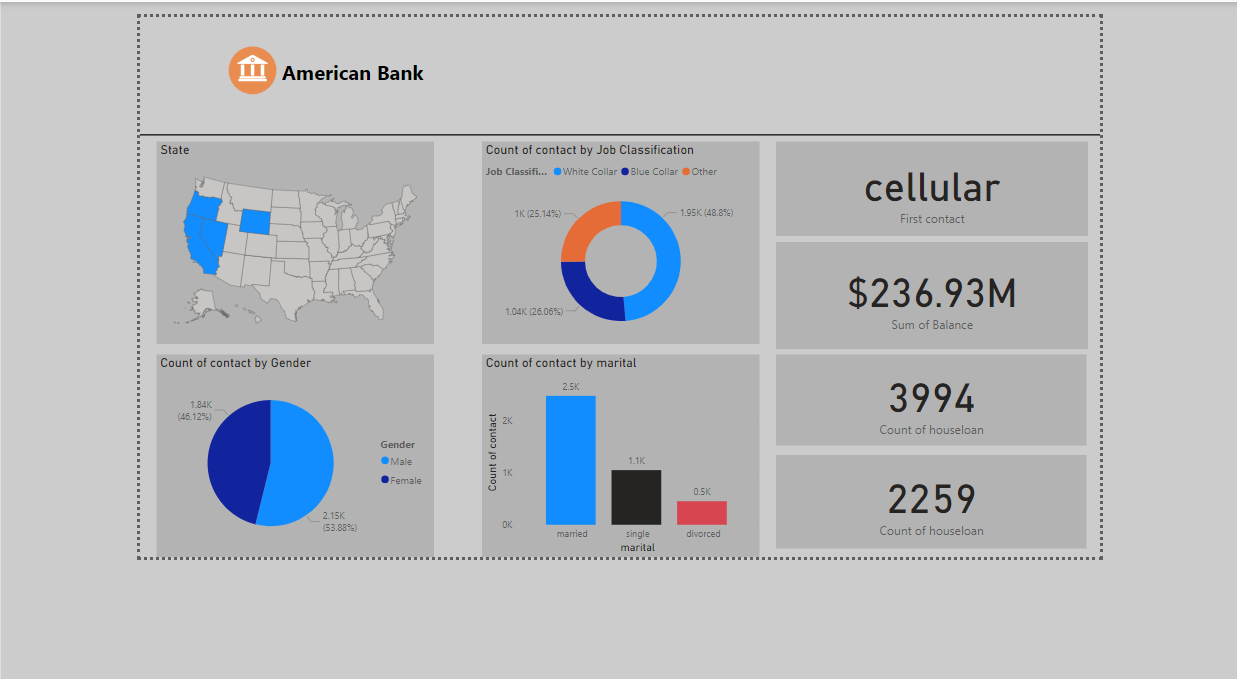 American Bank
State
Count of contact by Job Classification
Job Classifi... White Collar Blue Collar Other
1K (25.14%)
1.95K (48.8%)
1.04K (26.06%)
cellular
First contact
$236.93M
Sum of Balance
Count of contact by Gender
1.84K
(46.12%)
Gender
Male
Female
2.15K
(53.88%)
Count of contact by marital
Count of contact
2K
1K
0K
2.5K
1.1K
0.5K
married single divorced
marital
3994
Count of houseloan
2259
Count of houseloan